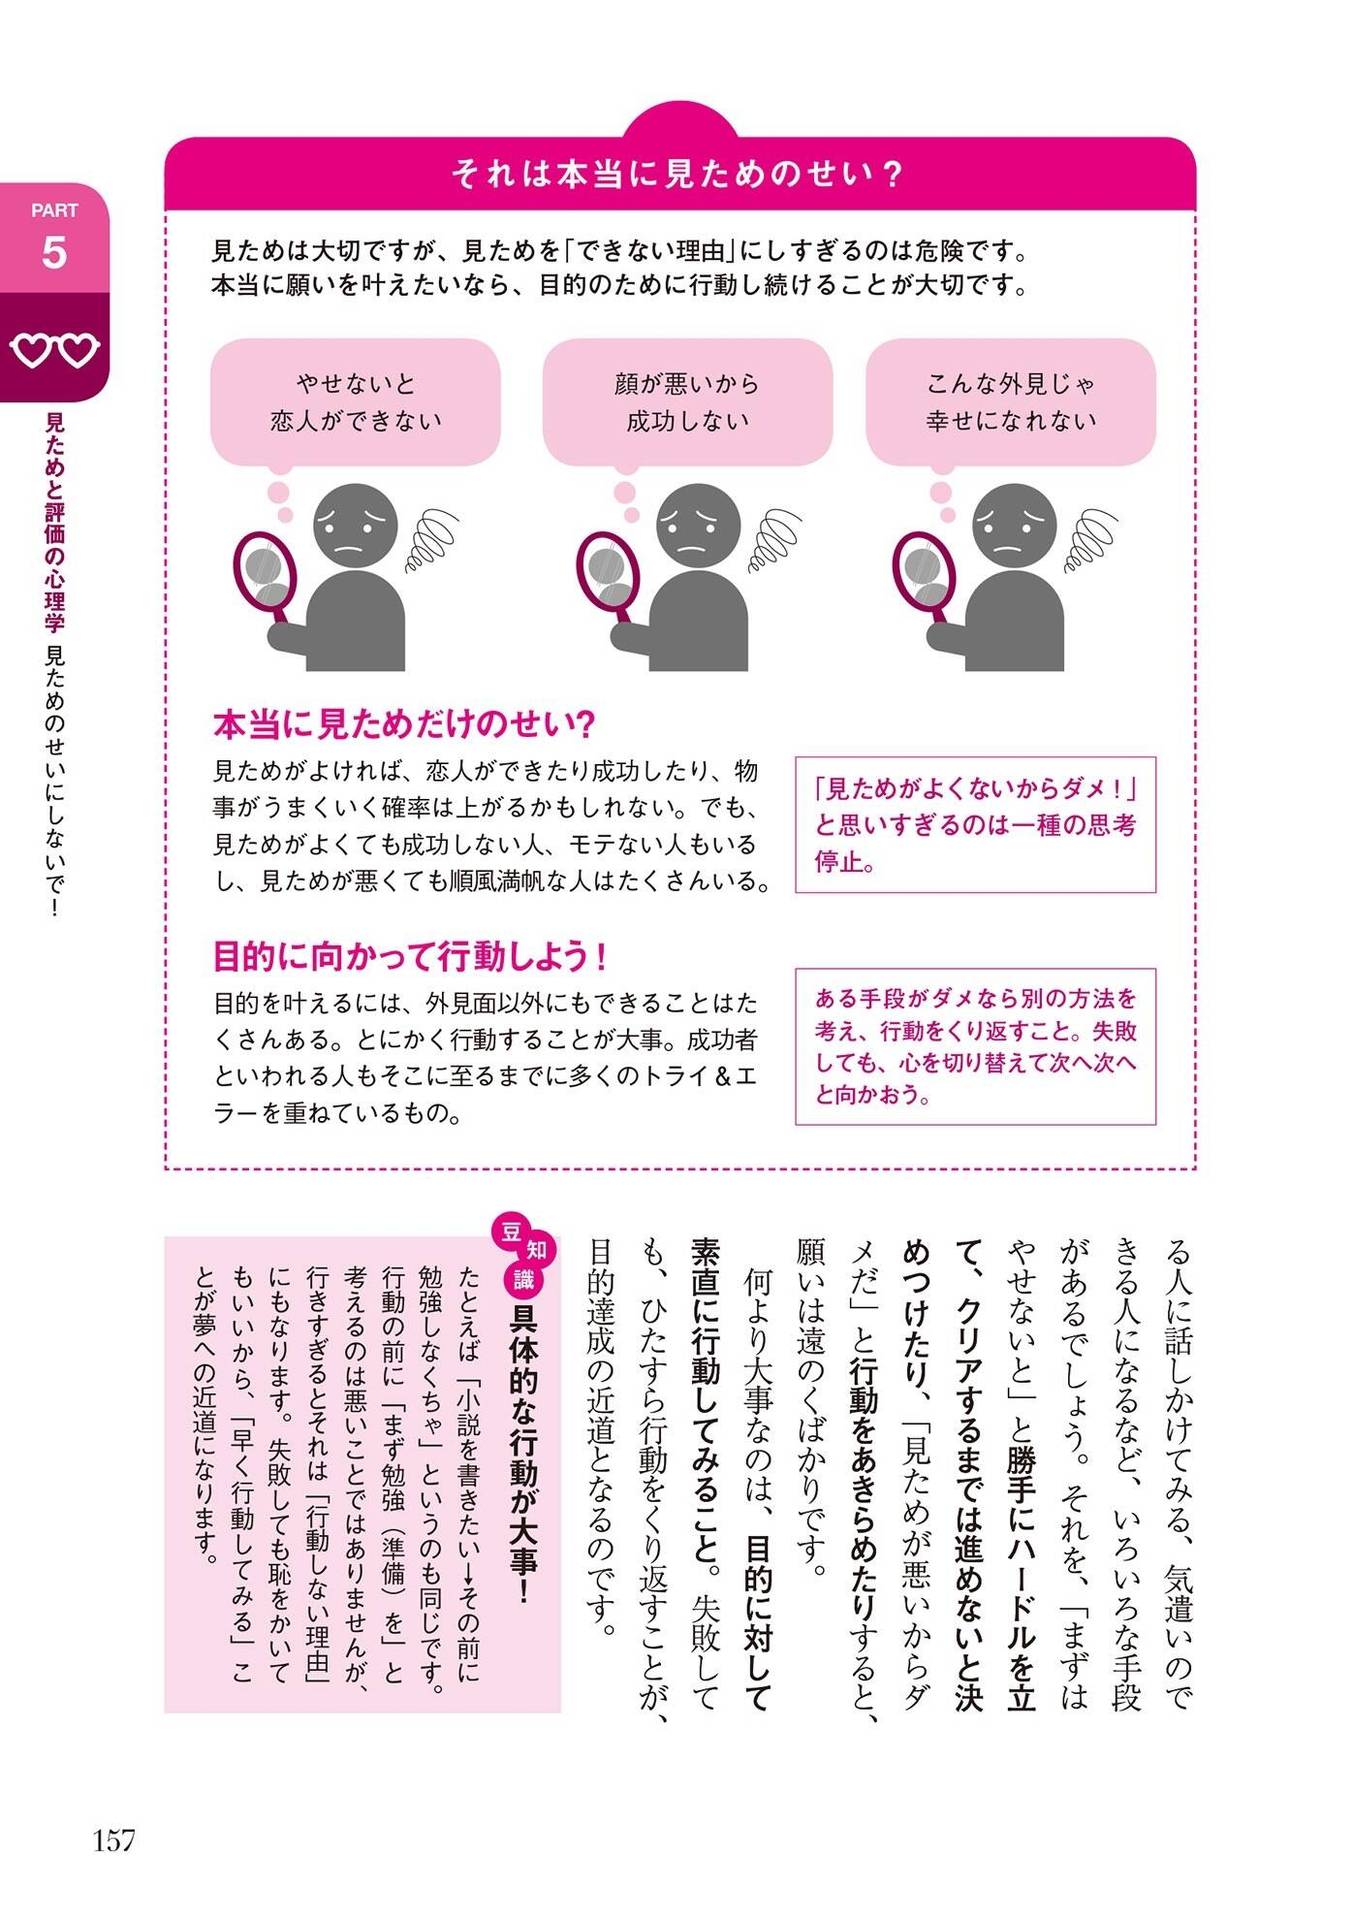 PART
5
見ためと評価の心理学 見ためのせいにしないで！
それは本当に見ためのせい？
見ためは大切ですが、見ためを「できない理由」にしすぎるのは危険です。
本当に願いを叶えたいなら、目的のために行動し続けることが大切です。
やせないと
恋人ができない
顔が悪いから
成功しない
こんな外見じゃ
幸せになれない
本当に見ためだけのせい？
見ためがよければ、恋人ができたり成功したり、物
事がうまくいく確率は上がるかもしれない。でも、
見ためがよくても成功しない人、モテない人もいる
し、見ためが悪くても順風満帆な人はたくさんいる。
「見ためがよくないからダメ！」
と思いすぎるのは一種の思考
停止。
目的に向かって行動しよう！
目的を叶えるには、外見面以外にもできることはた
くさんある。とにかく行動することが大事。成功者
といわれる人もそこに至るまでに多くのトライ＆エ
ラーを重ねているもの。
ある手段がダメなら別の方法を
考え、行動をくり返すこと。失敗
しても、心を切り替えて次へ次へ
と向かおう。
る人に話しかけてみる、気遣いので
きる人になるなど、いろいろな手段
があるでしょう。それを、「まずは
やせないと」と勝手にハードルを立
て、クリアするまでは進めないと決
めつけたり、「見ためが悪いからダ
メだ」と行動をあきらめたりすると、
願いは遠のくばかりです。
何より大事なのは、目的に対して
素直に行動してみること。失敗して
も、ひたすら行動をくり返すことが、
目的達成の近道となるのです。
豆知識
具体的な行動が大事！
たとえば「小説を書きたい→その前に
勉強しなくちゃ」というのも同じです。
行動の前に「まず勉強（準備）を」と
考えるのは悪いことではありませんが、
行きすぎるとそれは「行動しない理由」
にもなります。失敗しても恥をかいて
もいいから、「早く行動してみる」こ
とが夢への近道になります。
157